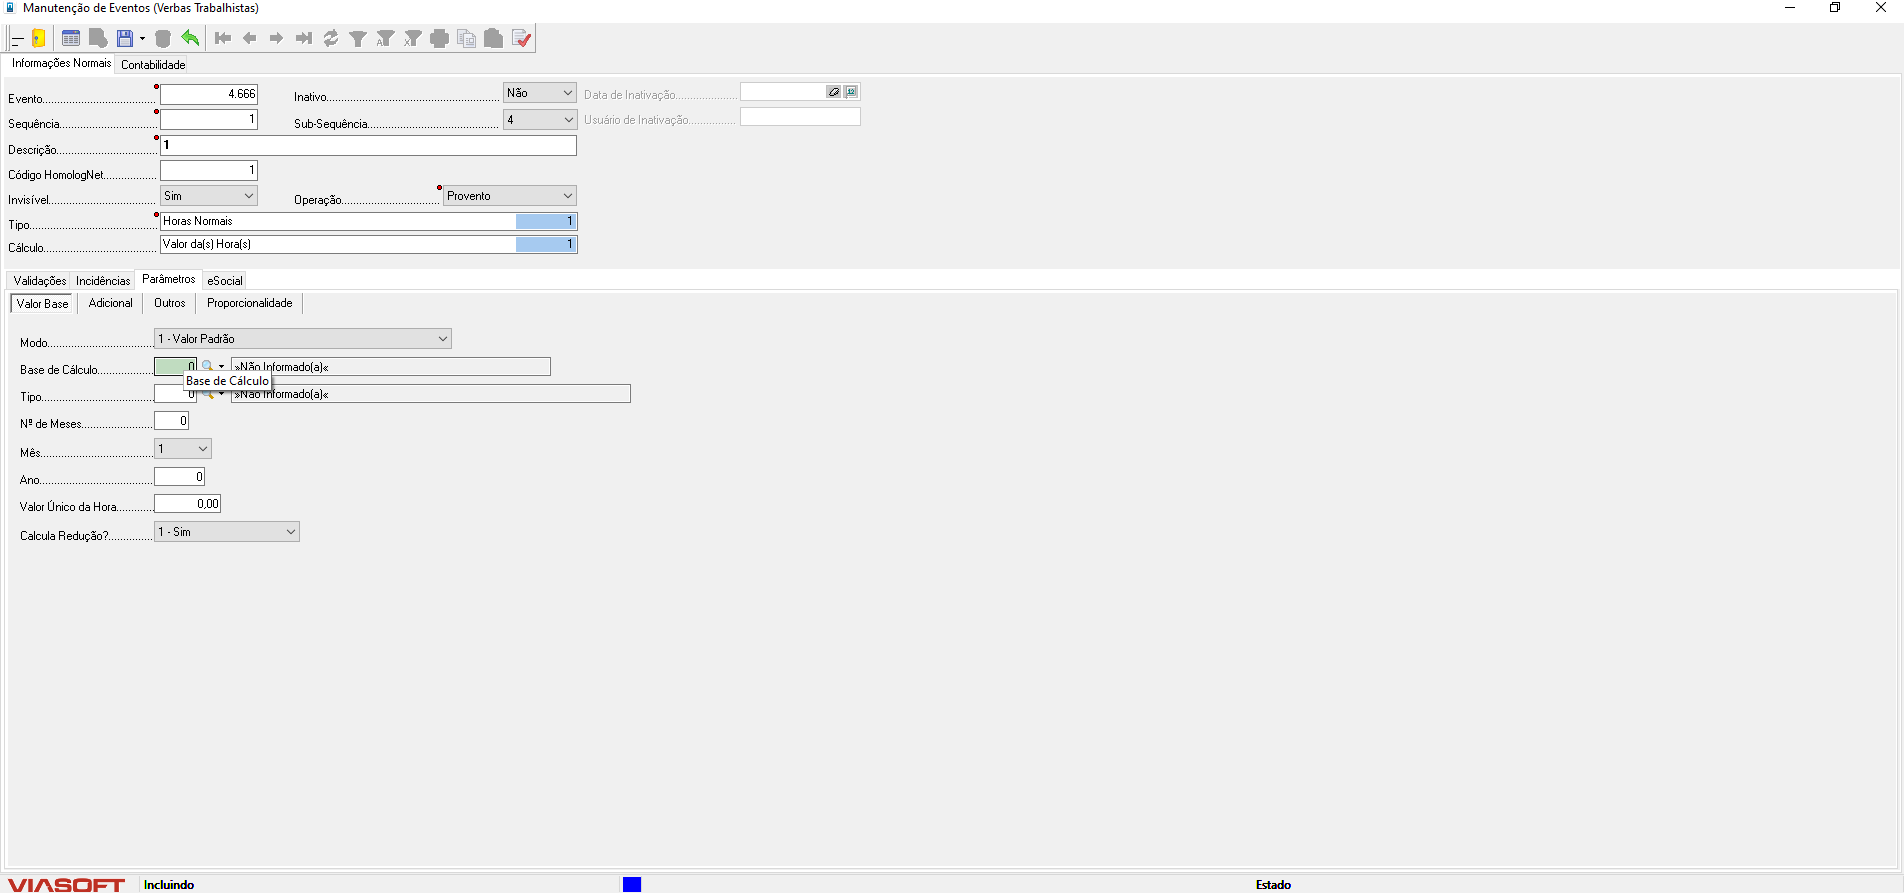 Manutenção de Eventos (Verbas Trabalhistas)
Informações Normais Contabilidade
Evento 4.666 Inativo Não Data de Inativação
Sequência 1 Sub-Sequência 4 Usuário de Inativação
Descrição 1
Código HomologNet 1
Invisível Sim Operação Provento
Tipo Horas Normais 1
Cálculo Valor da(s) Hora(s) 1
Validações Incidências Parâmetros eSocial
Valor Base Adicional Outros Proporcionalidade
Modo 1 - Valor Padrão
Base de Cálculo 0 »Não Informado(a)«
Base de Cálculo
Tipo 0 »Não Informado(a)«
Nº de Meses 0
Mês 1
Ano 0
Valor Único da Hora 0,00
Calcula Redução? 1 - Sim
VIASOFT Incluindo Estado